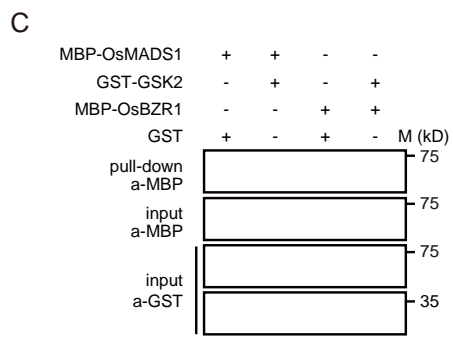 C
MBP-OsMADS1 + + - -
GST-GSK2 - + - +
MBP-OsBZR1 - - + +
GST + - + - M (kD)
pull-down 75
a-MBP
input 75
a-MBP
75
input
a-GST 35